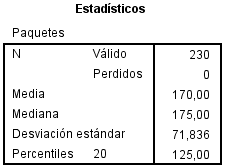 Estadísticos
Paquetes
N Válido 230
Perdidos 0
Media 170,00
Mediana 175,00
Desviación estándar 71,836
Percentiles 20 125,00